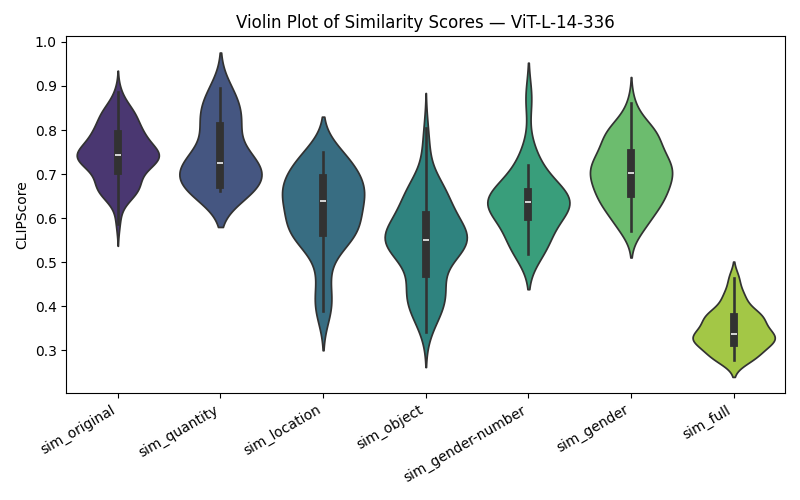 Violin Plot of Similarity Scores — ViT-L-14-336
1.0
0.9
0.8
0.7
0.6
0.5
0.4
0.3
CLIPScore
sim_original
sim_quantity
sim_location
sim_object
sim_gender-number
sim_gender
sim_full